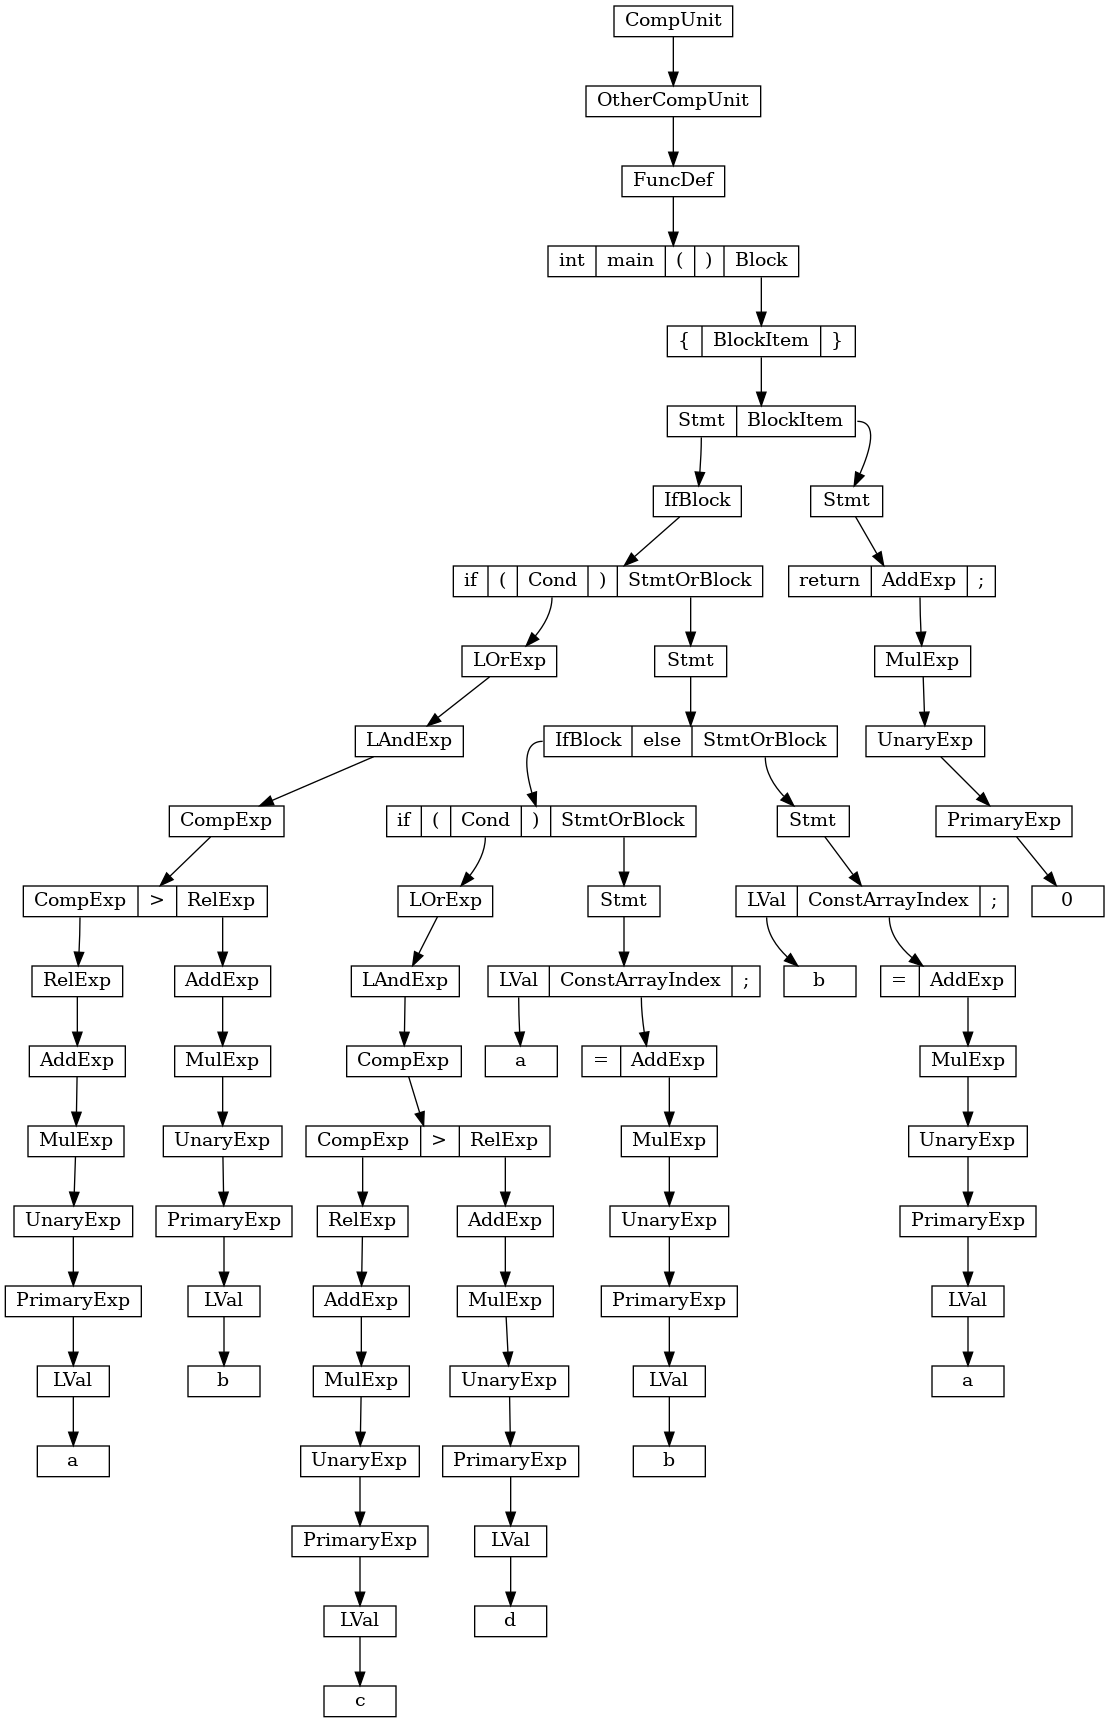 CompUnit
OtherCompUnit
FuncDef
int main ( ) Block
{ BlockItem }
Stmt BlockItem
IfBlock Stmt
if ( Cond ) StmtOrBlock return AddExp ;
LOrExp Stmt MulExp
LAndExp IfBlock else StmtOrBlock UnaryExp
CompExp if ( Cond ) StmtOrBlock Stmt PrimaryExp
CompExp > RelExp LOrExp Stmt LVal ConstArrayIndex ; 0
RelExp AddExp LAndExp LVal ConstArrayIndex ; b = AddExp
AddExp MulExp CompExp a = AddExp MulExp
MulExp UnaryExp CompExp > RelExp MulExp UnaryExp
UnaryExp PrimaryExp RelExp AddExp UnaryExp PrimaryExp
PrimaryExp LVal AddExp MulExp PrimaryExp LVal
LVal b MulExp UnaryExp LVal a
a UnaryExp PrimaryExp b
PrimaryExp LVal
LVal d
c